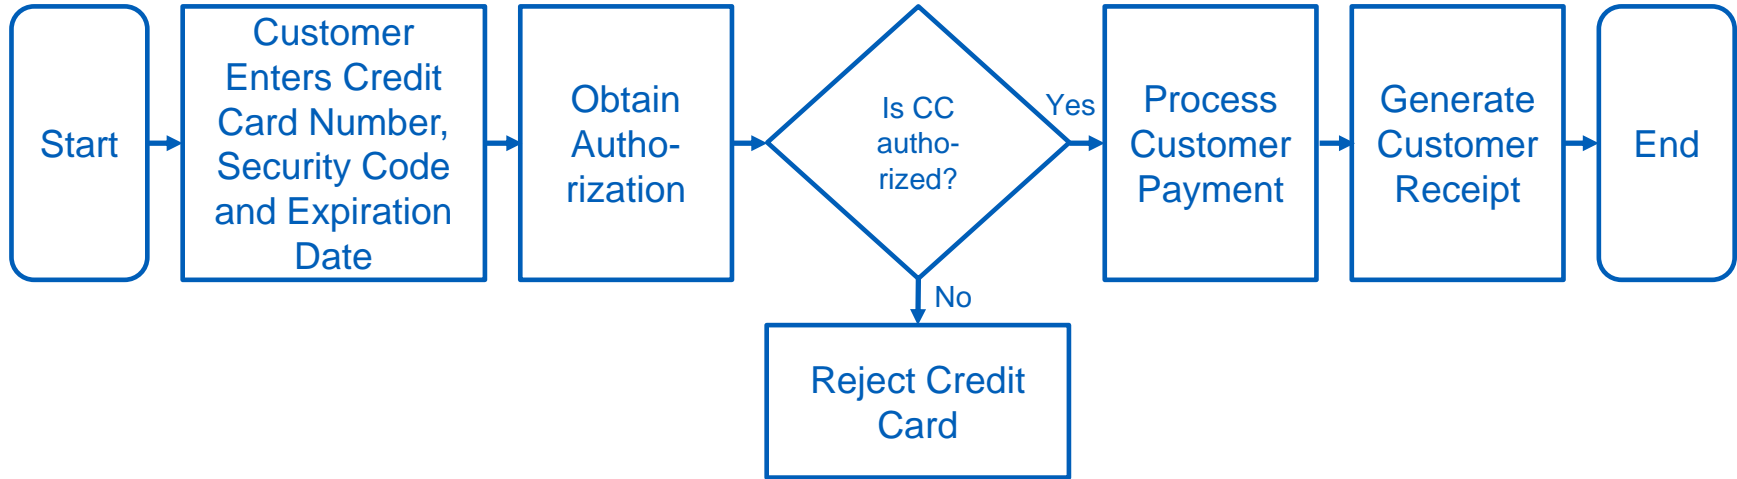 Start
Customer
Enters Credit
Card Number,
Security Code
and Expiration
Date
Obtain
Autho-
rization
Is CC
autho-
rized?
Yes
Process
Customer
Payment
Generate
Customer
Receipt
End
No
Reject Credit
Card